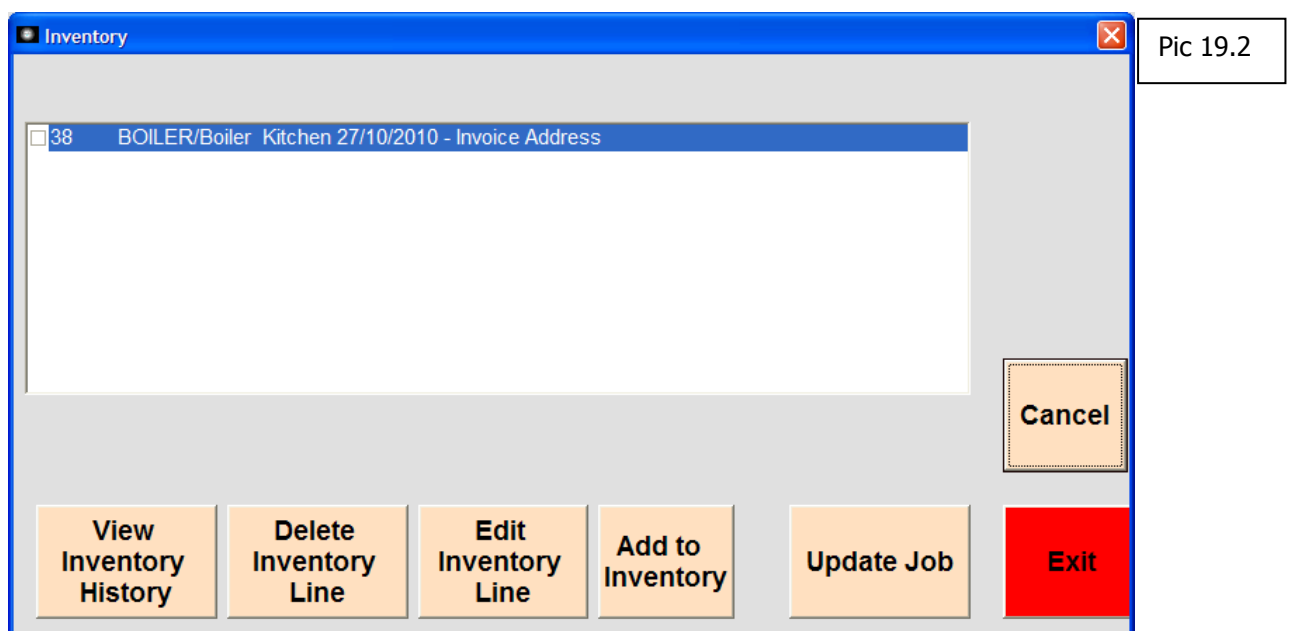 Inventory
Pic 19.2
38 BOILER/Boiler Kitchen 27/10/2010 - Invoice Address
Cancel
View
Inventory
History
Delete
Inventory
Line
Edit
Inventory
Line
Add to
Inventory
Update Job
Exit